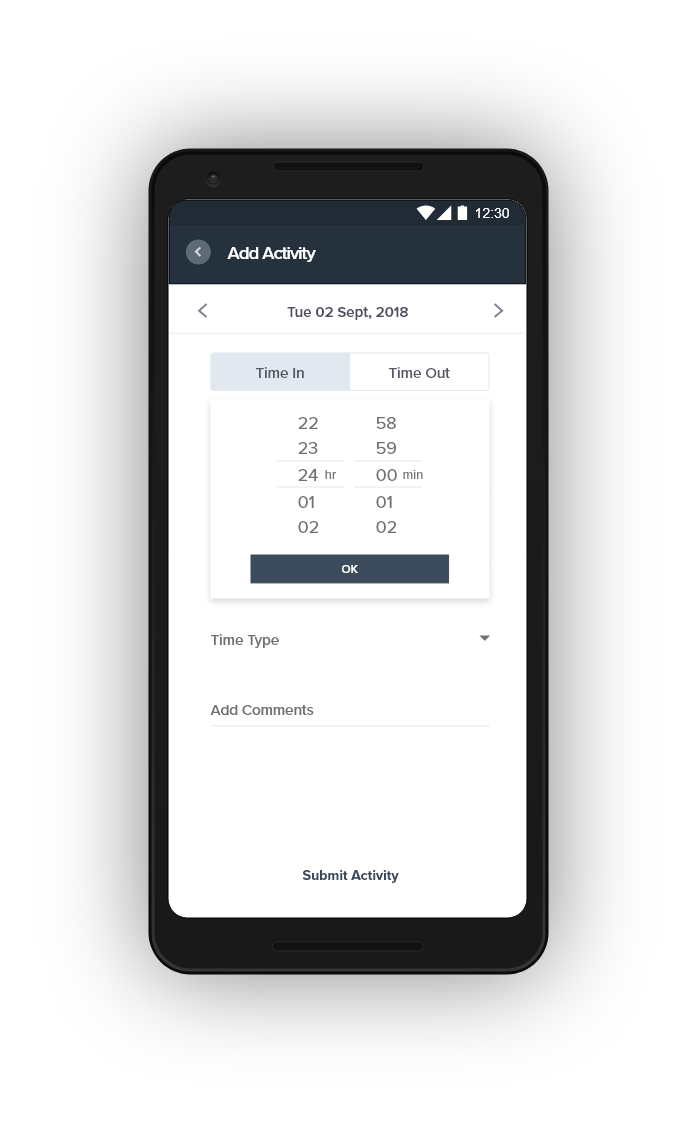 12:30
Add Activity
Tue 02 Sept, 2018
Time In Time Out
22 58
23 59
24 hr 00 min
01 01
02 02
OK
Time Type
Add Comments
Submit Activity